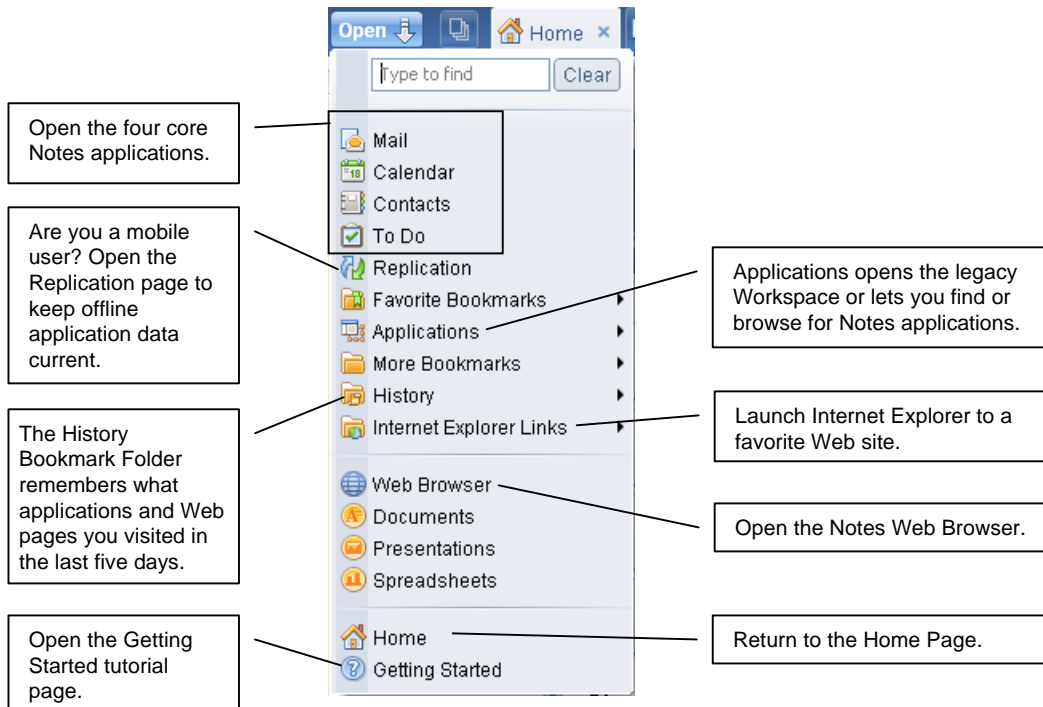 Open
Home ×
Type to find
Clear
Open the four core
Notes applications.
Mail
Calendar
18
Contacts
To Do
Are you a mobile
user? Open the
Replication page to
keep offline
application data
current.
Replication
Favorite Bookmarks
Applications
More Bookmarks
History
Internet Explorer Links
Applications opens the legacy
Workspace or lets you find or
browse for Notes applications.
Launch Internet Explorer to a
favorite Web site.
The History
Bookmark Folder
remembers what
applications and Web
pages you visited in
the last five days.
Web Browser
Documents
Presentations
Spreadsheets
Open the Notes Web Browser.
Open the Getting
Started tutorial
page.
Home
Getting Started
Return to the Home Page.